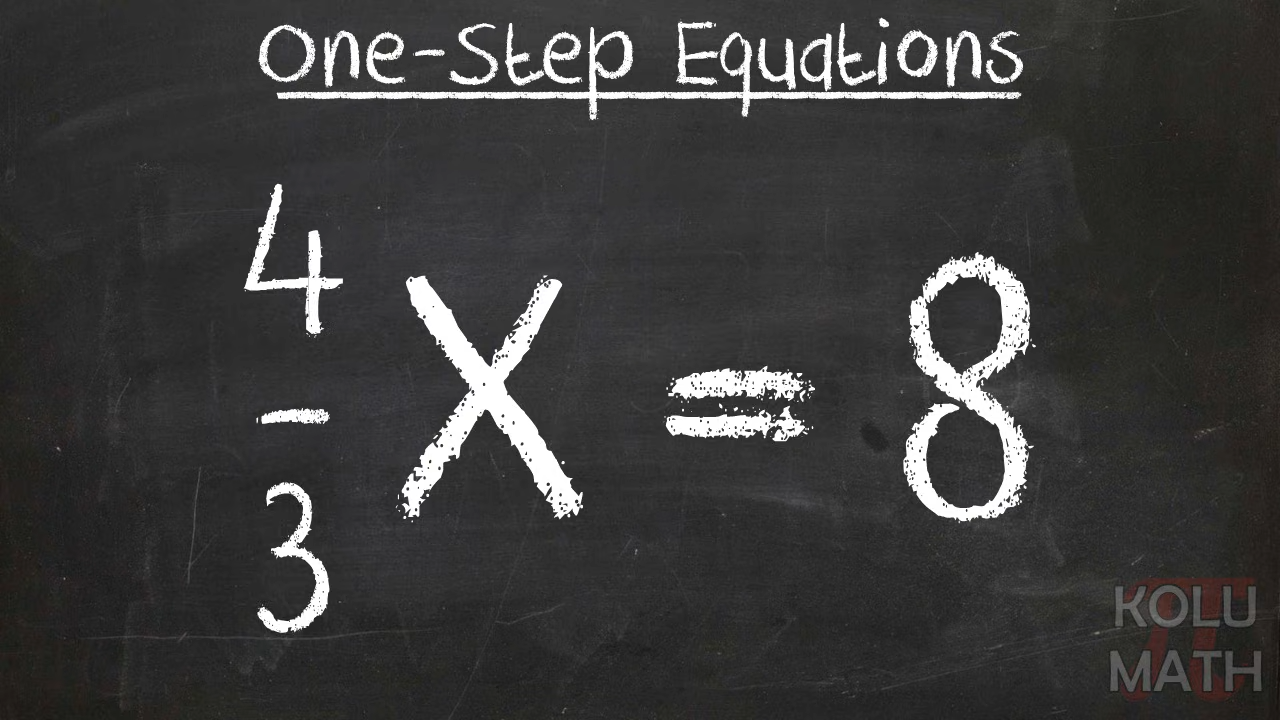 One-Step Equations
4
—
3 X = 8
KOLU
MATH